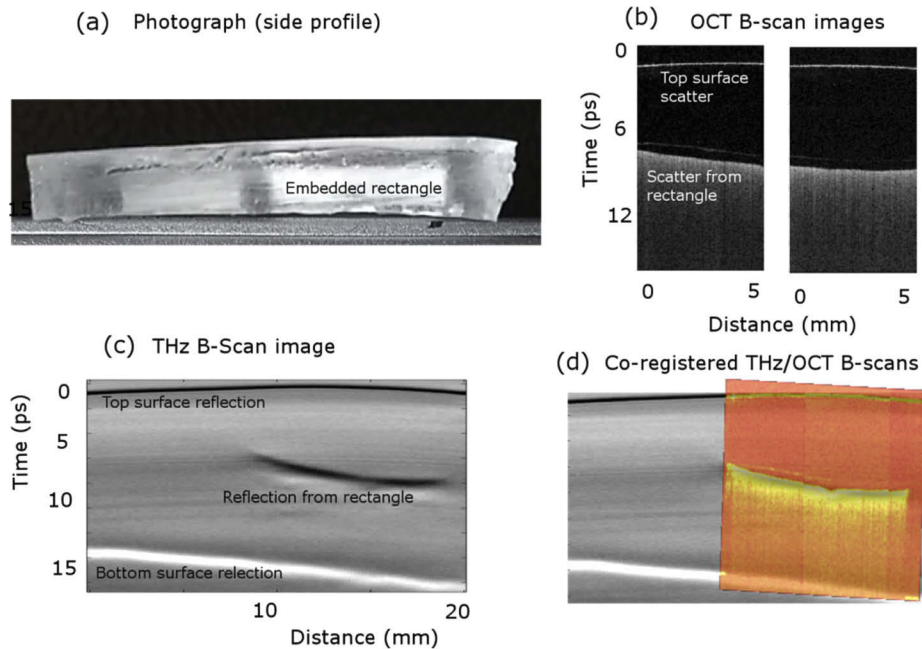 (a) Photograph (side profile)
Embedded rectangle
15
(b) OCT B-scan images
Time (ps)
0
6
12
Top surface
scatter
Scatter from
rectangle
0 5 0 5
Distance (mm)
(c) THz B-Scan image
Time (ps)
0
5
10
15
Top surface reflection
Reflection from rectangle
Bottom surface relection
10 20
Distance (mm)
(d) Co-registered THz/OCT B-scans